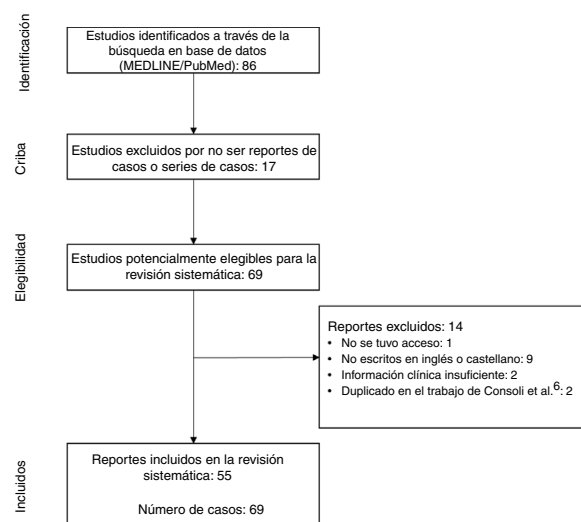 Identificación
Estudios identificados a través de la
búsqueda en base de datos
(MEDLINE/PubMed): 86
Criba
Estudios excluidos por no ser reportes de
casos o series de casos: 17
Elegibilidad
Estudios potencialmente elegibles para la
revisión sistemática: 69
Reportes excluidos: 14
• No se tuvo acceso: 1
• No escritos en inglés o castellano: 9
• Información clínica insuficiente: 2
• Duplicado en el trabajo de Consoli et al.6: 2
Incluidos
Reportes incluidos en la revisión
sistemática: 55
Número de casos: 69